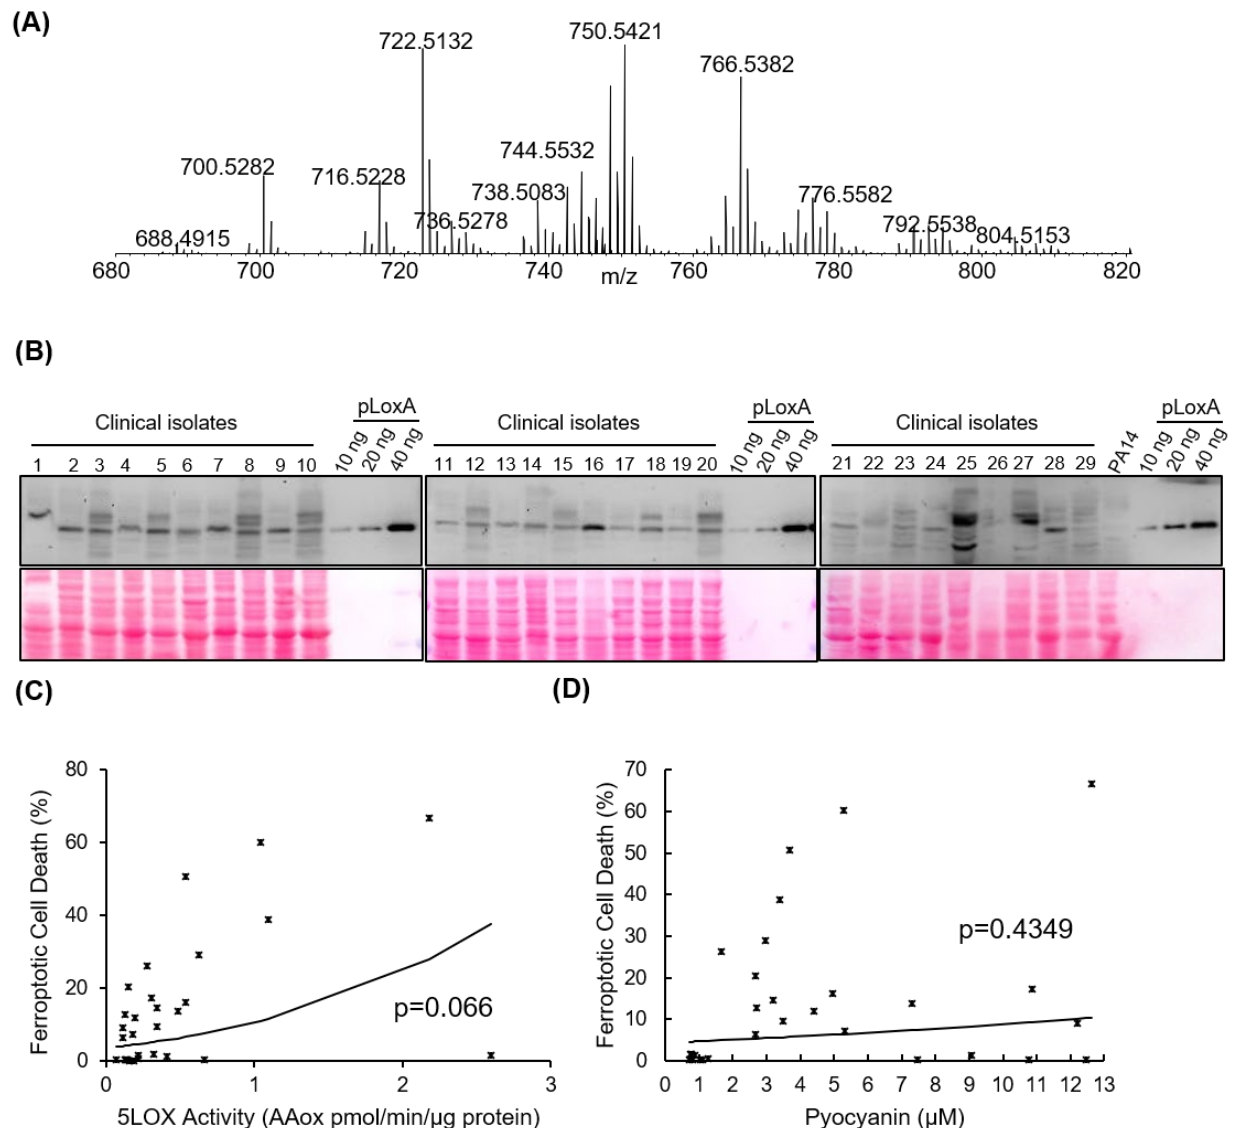 (A)
750.5421
722.5132
766.5382
744.5532
700.5282
716.5228
738.5083
776.5582
736.5278
792.5538
688.4915
804.5153
680 700 720 740 760 780 800 820
m/z
(B)
Clinical isolates pLoxA Clinical isolates pLoxA Clinical isolates pLoxA
1 2 3 4 5 6 7 8 9 10 10 ng 20 ng 40 ng 11 12 13 14 15 16 17 18 19 20 10 ng 20 ng 40 ng 21 22 23 24 25 26 27 28 29 PA14 10 ng 20 ng 40 ng
(C)
80
60
40
20
0
Ferroptotic Cell Death (%)
p=0.066
0 1 2 3
5LOX Activity (AAox pmol/min/µg protein)
(D)
70
60
50
40
30
20
10
0
Ferroptotic Cell Death (%)
p=0.4349
0 1 2 3 4 5 6 7 8 9 10 11 12 13
Pyocyanin (µM)